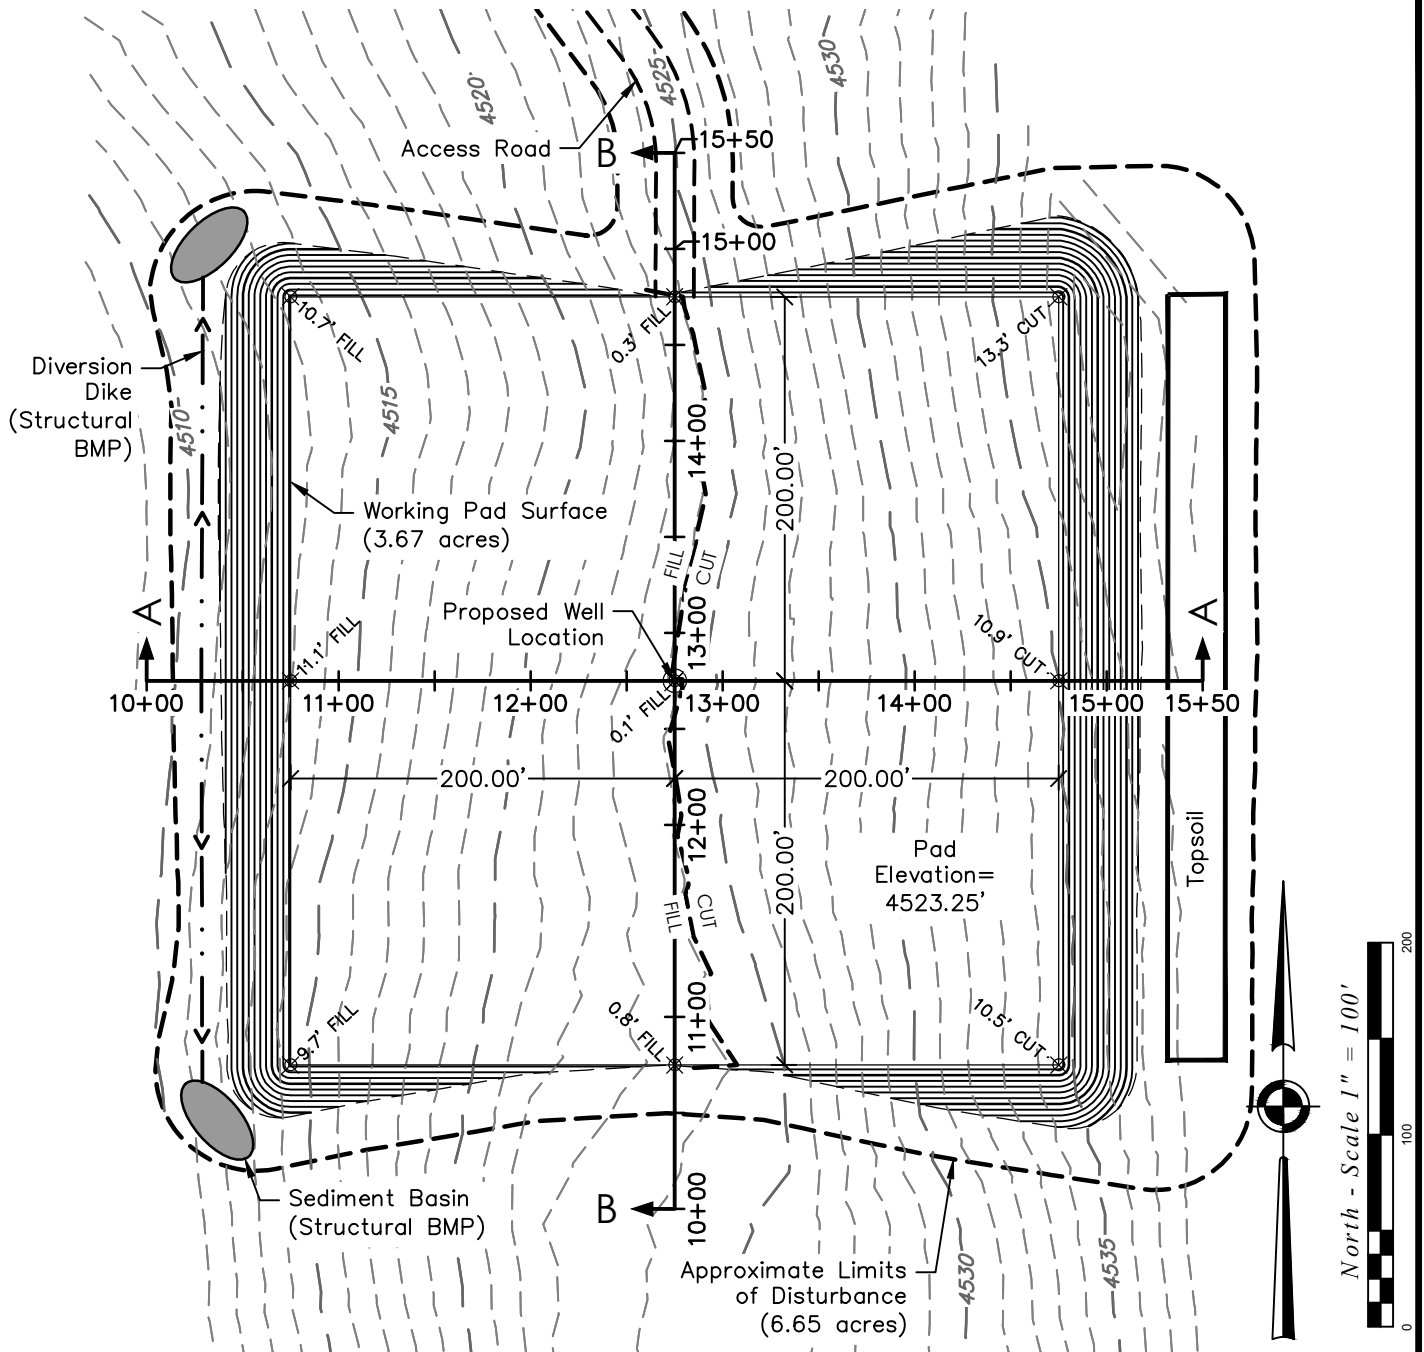 4520
4525
4530
Access Road
B
15+50
15+00
10.7' FILL
0.3' FILL
13.3' CUT
Diversion
Dike
(Structural
BMP)
4510
4515
14+00
200.00'
Working Pad Surface
(3.67 acres)
FILL
CUT
A
Proposed Well
Location
13+00
A
11.1' FILL
10.9' CUT
10+00
11+00
12+00
0.1' FILL
13+00
14+00
15+00
15+50
200.00'
200.00'
12+00
200.00'
Pad
Elevation=
4523.25'
Topsoil
FILL
CUT
9.7' FILL
0.8' FILL
11+00
10.5' CUT
Sediment Basin
(Structural BMP)
B
10+00
Approximate Limits
of Disturbance
(6.65 acres)
4530
4535
North - Scale 1" = 100'
200
100
0